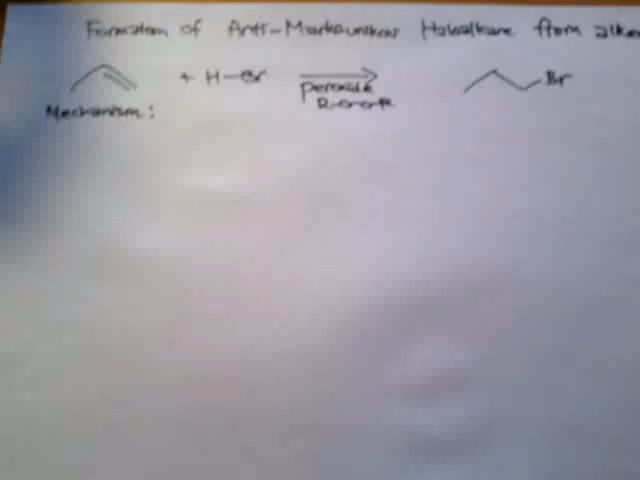 Formation of Anti-Markovnikov Haloalkane from alke
+ H-Br peroxide Br
R-O-O-R
Mechanism: